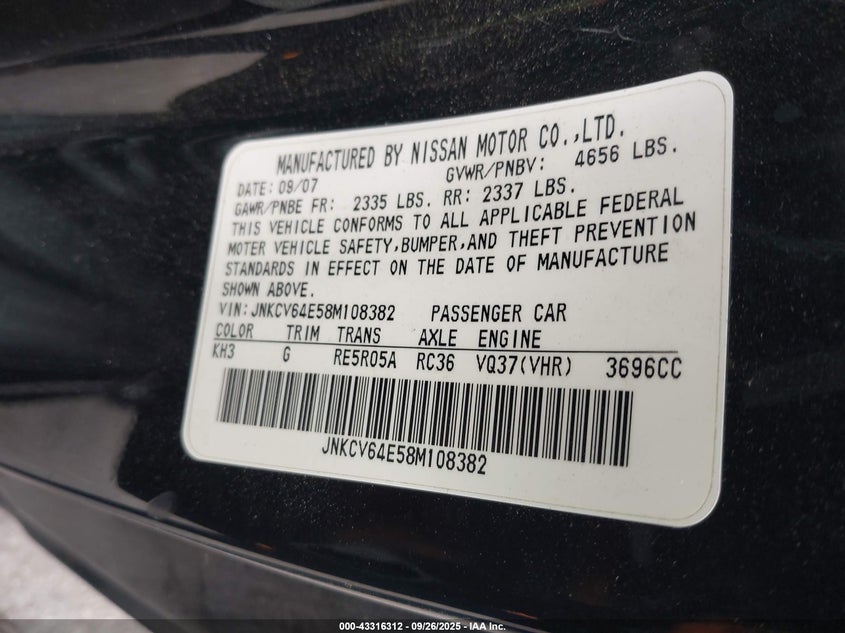 MANUFACTURED BY NISSAN MOTOR CO.,LTD.
DATE: 09/07 GVWR/PNBV: 4656 LBS.
GAWR/PNBE FR: 2335 LBS. RR: 2337 LBS.
THIS VEHICLE CONFORMS TO ALL APPLICABLE FEDERAL
MOTER VEHICLE SAFETY,BUMPER,AND THEFT PREVENTION
STANDARDS IN EFFECT ON THE DATE OF MANUFACTURE
SHOWN ABOVE.
VIN: JNKCV64E58M108382 PASSENGER CAR
COLOR TRIM TRANS AXLE ENGINE
KH3 G RE5R05A RC36 VQ37(VHR) 3696CC
JNKCV64E58M108382
000-43316312 - 09/26/2025 - IAA Inc.